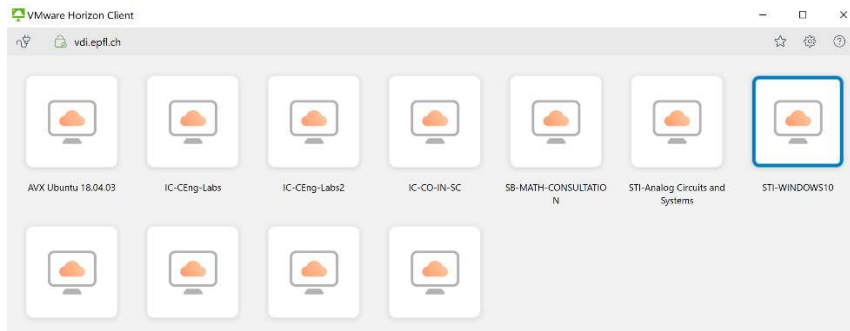 VMware Horizon Client
vdi.epfl.ch
AVX Ubuntu 18.04.03
IC-CEng-Labs
IC-CEng-Labs2
IC-CO-IN-SC
SB-MATH-CONSULTATIO
N
STI-Analog Circuits and
Systems
STI-WINDOWS10